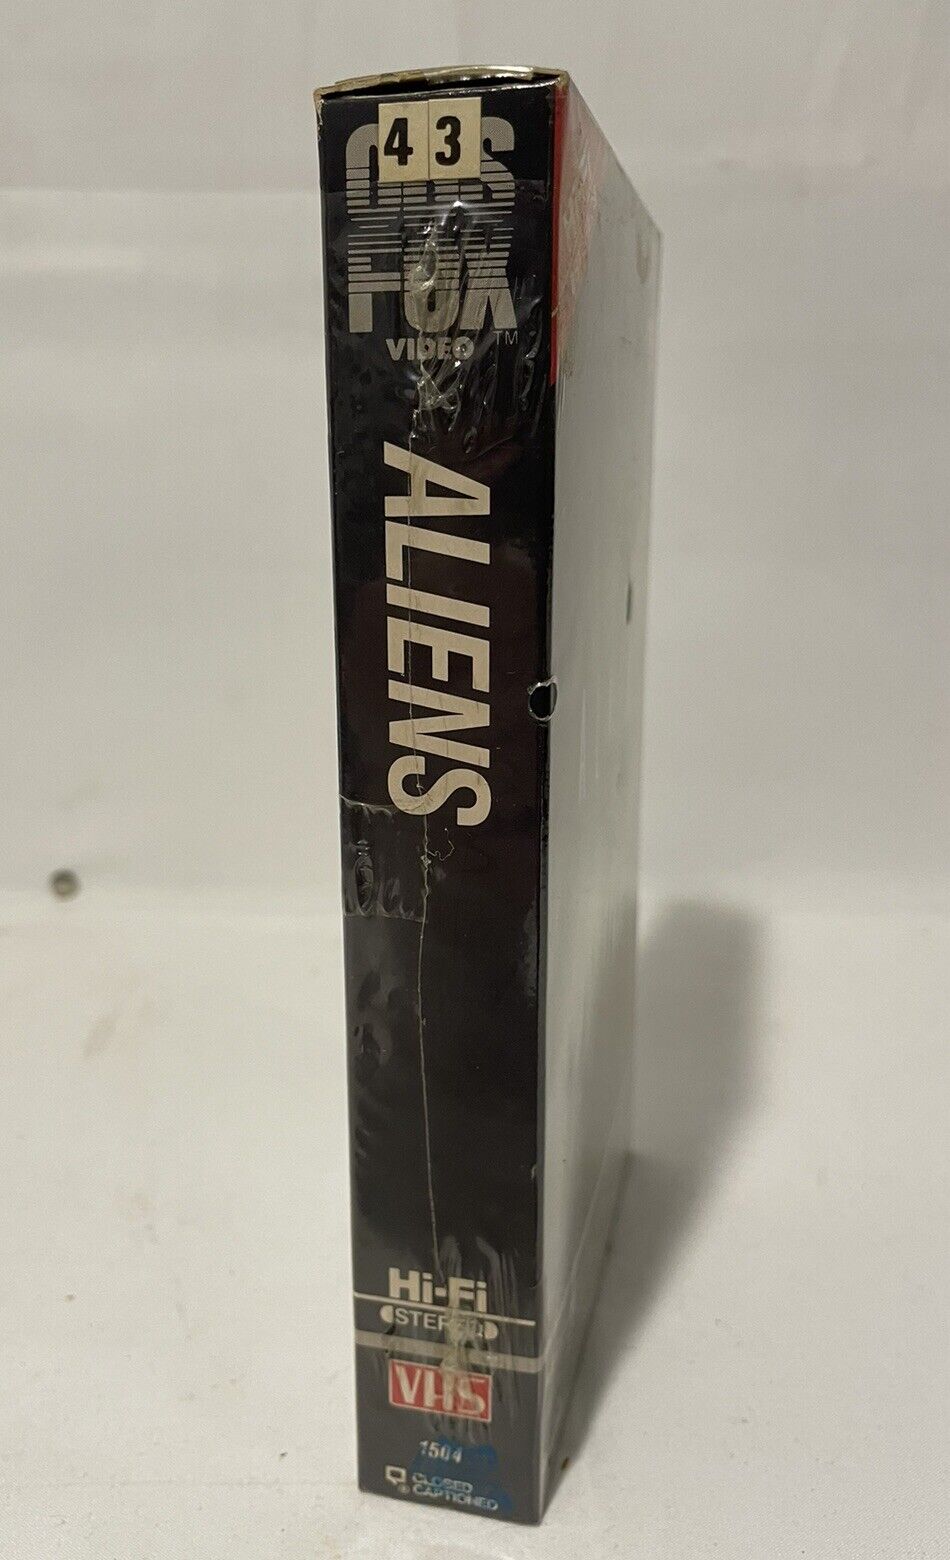 4 3
CBS
FOX
VIDEO TM
ALIENS
Hi-Fi
STEREO
VHS
1504
CLOSED
CAPTIONED